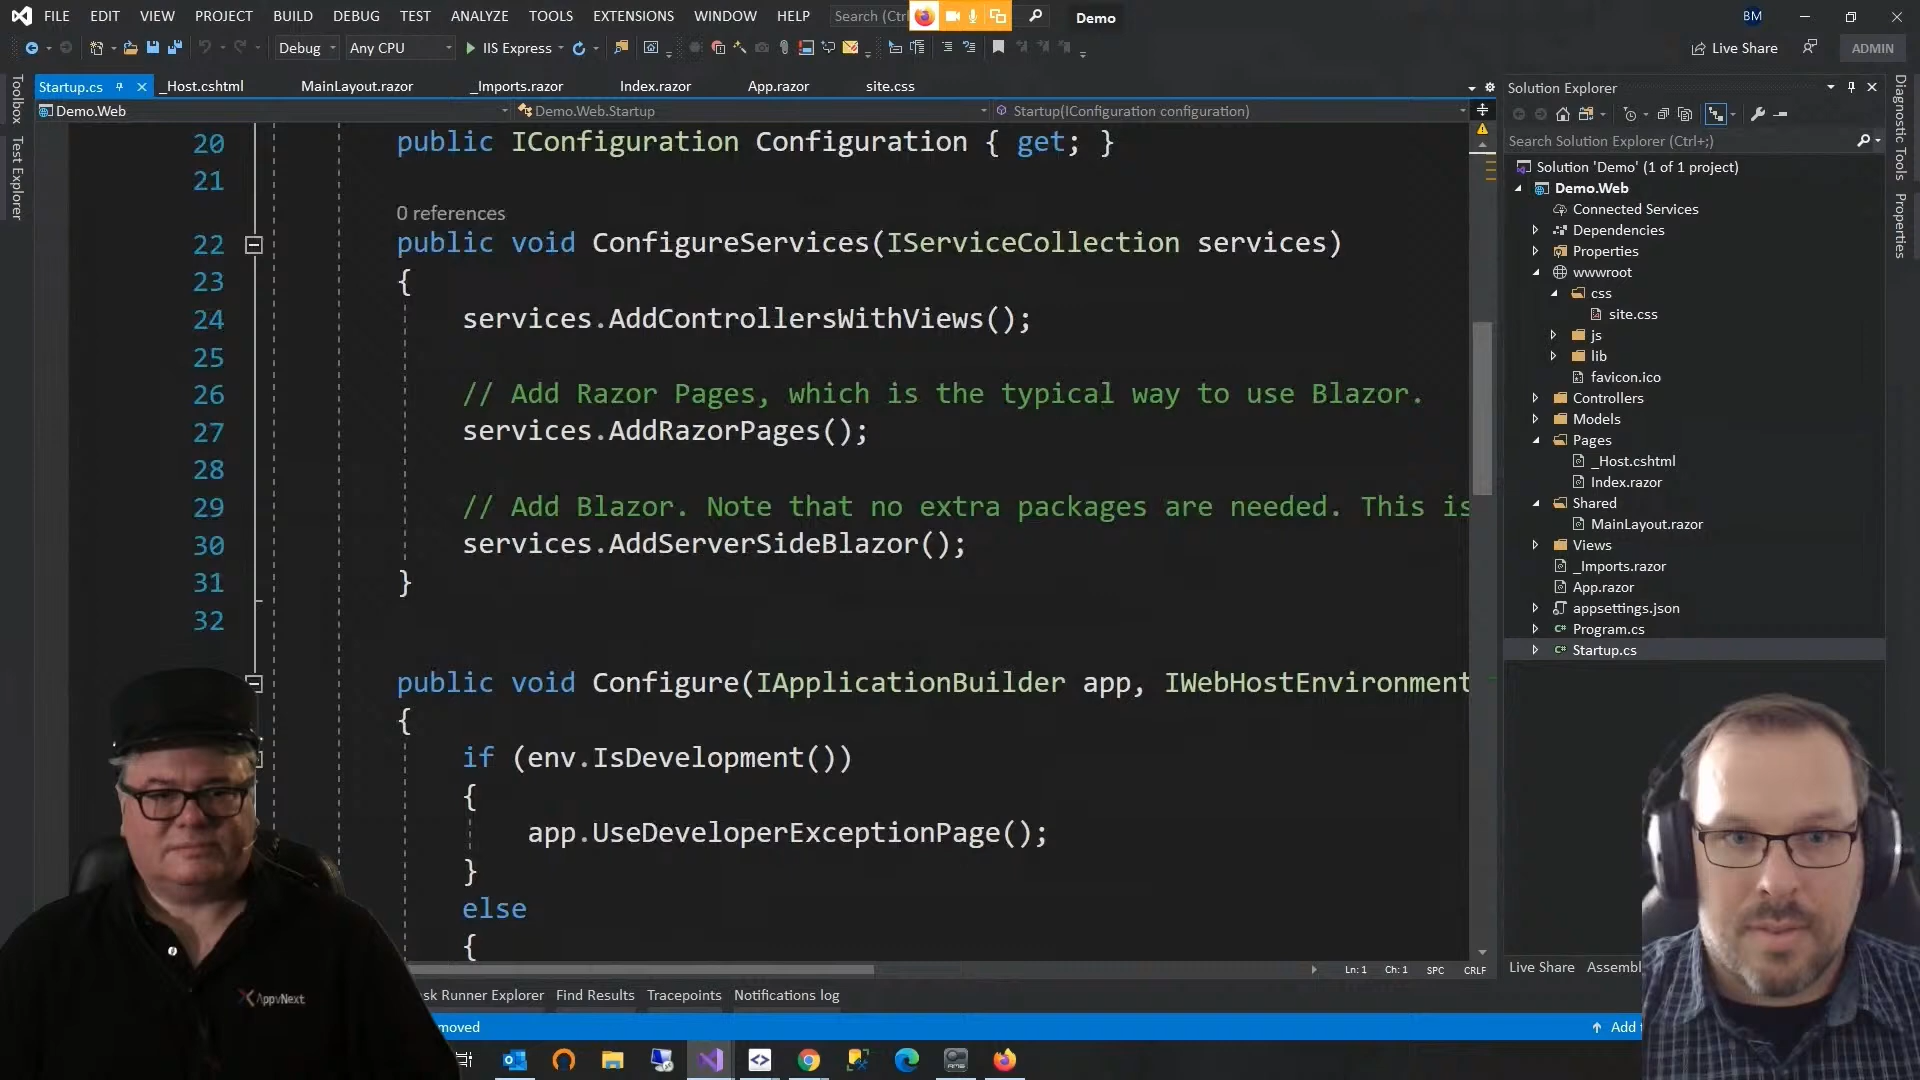 FILE EDIT VIEW PROJECT BUILD DEBUG TEST ANALYZE TOOLS EXTENSIONS WINDOW HELP Search (Ctrl Demo BM
Debug Any CPU IIS Express Live Share ADMIN
Startup.cs _Host.cshtml MainLayout.razor _Imports.razor Index.razor App.razor site.css
Demo.Web Demo.Web.Startup Startup(IConfiguration configuration)
Toolbox
Test Explorer
20 public IConfiguration Configuration { get; }
21
0 references
22 public void ConfigureServices(IServiceCollection services)
23 {
24 services.AddControllersWithViews();
25
26 // Add Razor Pages, which is the typical way to use Blazor.
27 services.AddRazorPages();
28
29 // Add Blazor. Note that no extra packages are needed. This is
30 services.AddServerSideBlazor();
31 }
32
public void Configure(IApplicationBuilder app, IWebHostEnvironment
{
if (env.IsDevelopment())
{
app.UseDeveloperExceptionPage();
}
else
{
Ln: 1 Ch: 1 SPC CRLF
Solution Explorer
Search Solution Explorer (Ctrl+;)
Solution 'Demo' (1 of 1 project)
Demo.Web
Connected Services
Dependencies
Properties
wwwroot
css
site.css
js
lib
favicon.ico
Controllers
Models
Pages
_Host.cshtml
Index.razor
Shared
MainLayout.razor
Views
_Imports.razor
App.razor
appsettings.json
C# Program.cs
C# Startup.cs
Diagnostic Tools
Properties
Live Share Assembl
sk Runner Explorer Find Results Tracepoints Notifications log
moved Add
AppvNext